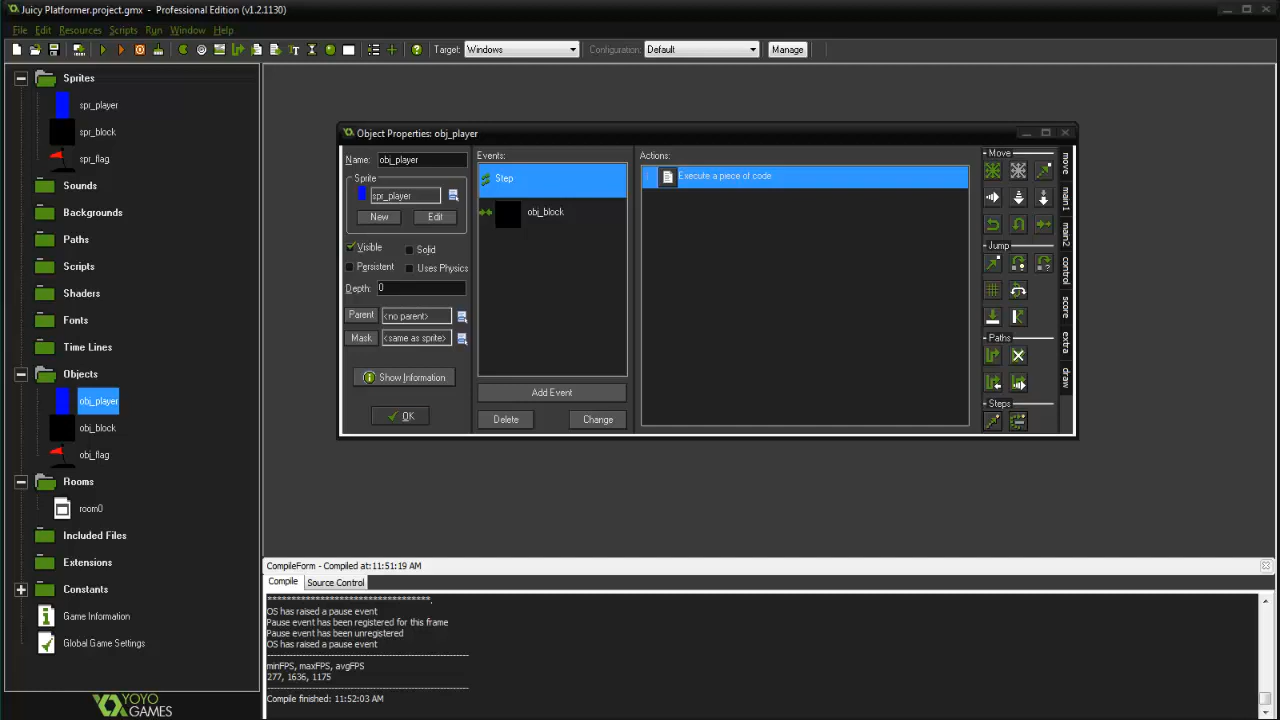 Juicy Platformer.project.gmx - Professional Edition (v1.2.1130)
File Edit Resources Scripts Run Window Help
Target: Windows Configuration: Default Manage
Sprites
spr_player
spr_block
spr_flag
Sounds
Backgrounds
Paths
Scripts
Shaders
Fonts
Time Lines
Objects
obj_player
obj_block
obj_flag
Rooms
room0
Included Files
Extensions
Constants
Game Information
Global Game Settings
YOYO
GAMES
Object Properties: obj_player
Name: obj_player
Sprite
spr_player
New Edit
Visible Solid
Persistent Uses Physics
Depth: 0
Parent <no parent>
Mask <same as sprite>
Show Information
OK
Events:
Step
obj_block
Add Event
Delete Change
Actions:
Execute a piece of code
Move
Jump
Paths
Steps
move
main1
main2
control
score
extra
draw
CompileForm - Compiled at:11:51:19 AM
Compile Source Control
**********************************.
OS has raised a pause event
Pause event has been registered for this frame
Pause event has been unregistered
OS has raised a pause event
minFPS, maxFPS, avgFPS
277, 1636, 1175
Compile finished: 11:52:03 AM